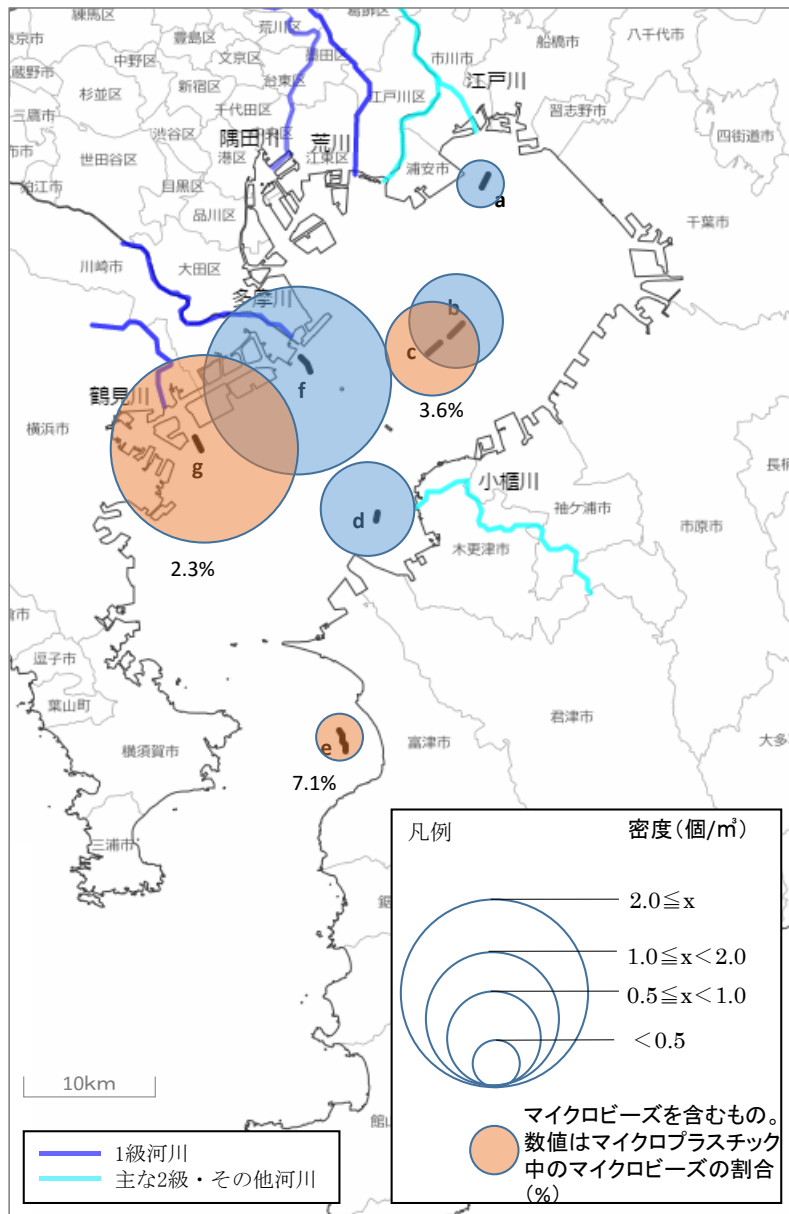 練馬区
荒川区
葛飾区
船橋市
八千代市
豊島区
中野区
文京区
墨田区
市川市
江戸川
武蔵野市
新宿区
台東区
杉並区
江戸川区
習志野市
三鷹市
千代田区
渋谷区
隅田川
荒川
四街道市
港区
江東区
世田谷区
浦安市
目黒区
狛江市
品川区
a
千葉市
川崎市
大田区
多摩川
b
c
f
鶴見川
3.6%
横浜市
g
小櫃川
d
袖ケ浦市
市原市
木更津市
2.3%
逗子市
葉山町
君津市
横須賀市
e
富津市
7.1%
三浦市
凡例
密度(個/㎥)
2.0≦x
1.0≦x<2.0
0.5≦x<1.0
<0.5
10km
マイクロビーズを含むもの。
数値はマイクロプラスチック
中のマイクロビーズの割合
(%)
1級河川
主な2級・その他河川